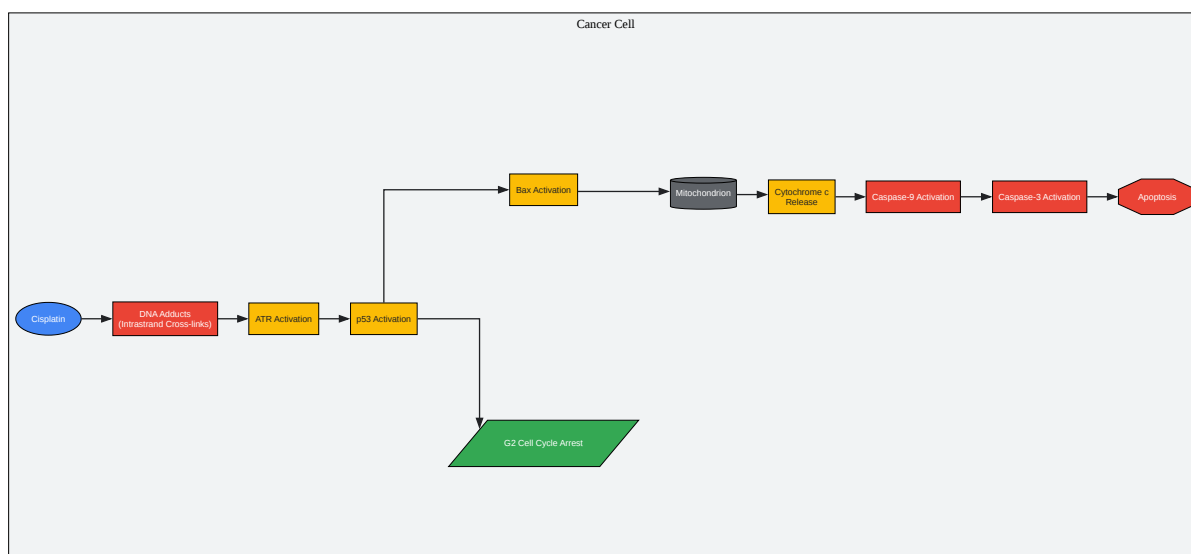 Cancer Cell
Bax Activation
Mitochondrion
Cytochrome c
Release
Caspase-9 Activation
Caspase-3 Activation
Apoptosis
Cisplatin
DNA Adducts
(Intrastrand Cross-links)
ATR Activation
p53 Activation
G2 Cell Cycle Arrest